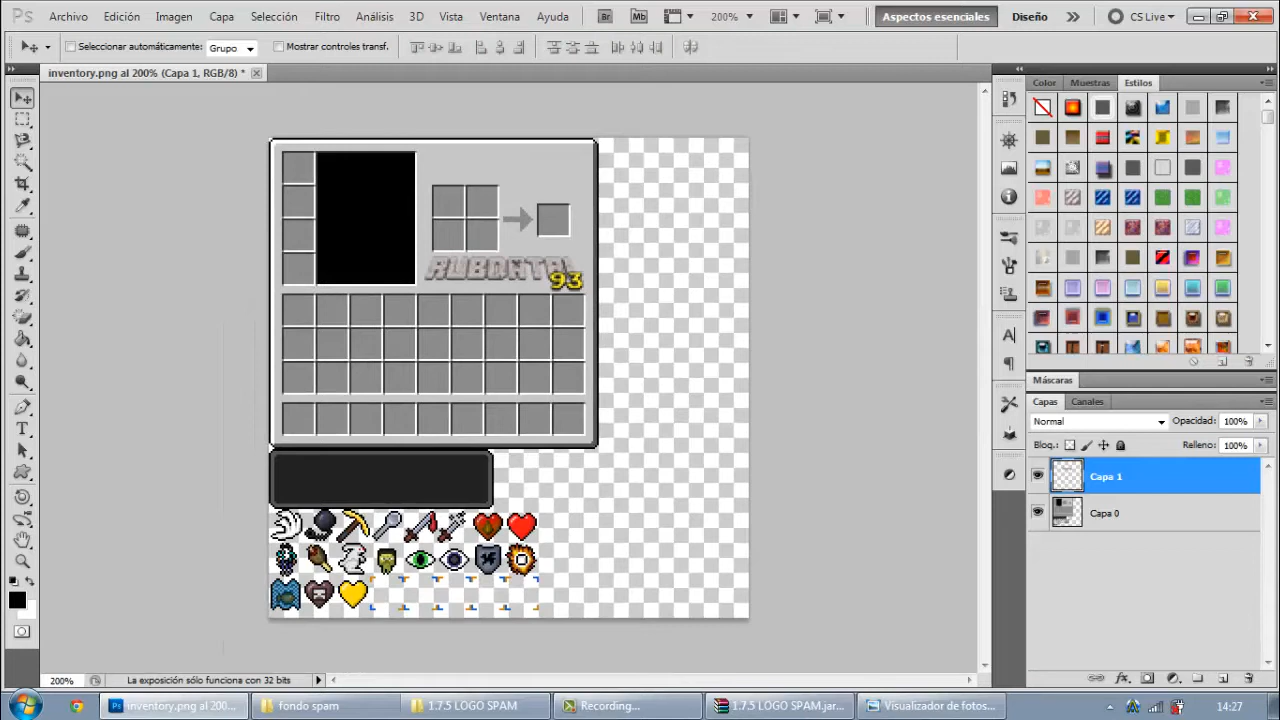 Ps Archivo Edición Imagen Capa Selección Filtro Análisis 3D Vista Ventana Ayuda Br Mb 200% Aspectos esenciales Diseño CS Live
Seleccionar automáticamente: Grupo Mostrar controles transf.
inventory.png al 200% (Capa 1, RGB/8) *
Color Muestras Estilos
93
Máscaras
Capas Canales
Normal Opacidad: 100%
Bloq.: Relleno: 100%
Capa 1
Capa 0
200% La exposición sólo funciona con 32 bits
Ps inventory.png al 200... fondo spam 1.7.5 LOGO SPAM Recording... 1.7.5 LOGO SPAM.jar... Visualizador de fotos... 14:27